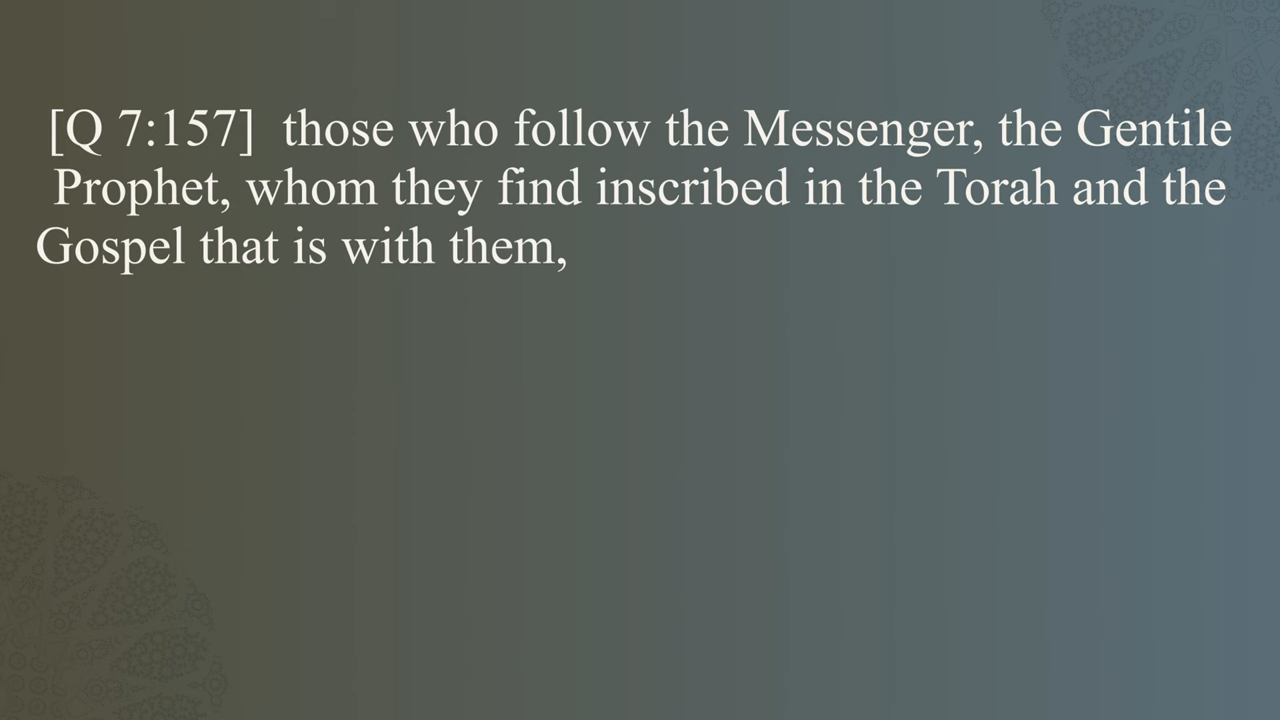 [Q 7:157]  those who follow the Messenger, the Gentile
Prophet, whom they find inscribed in the Torah and the
Gospel that is with them,